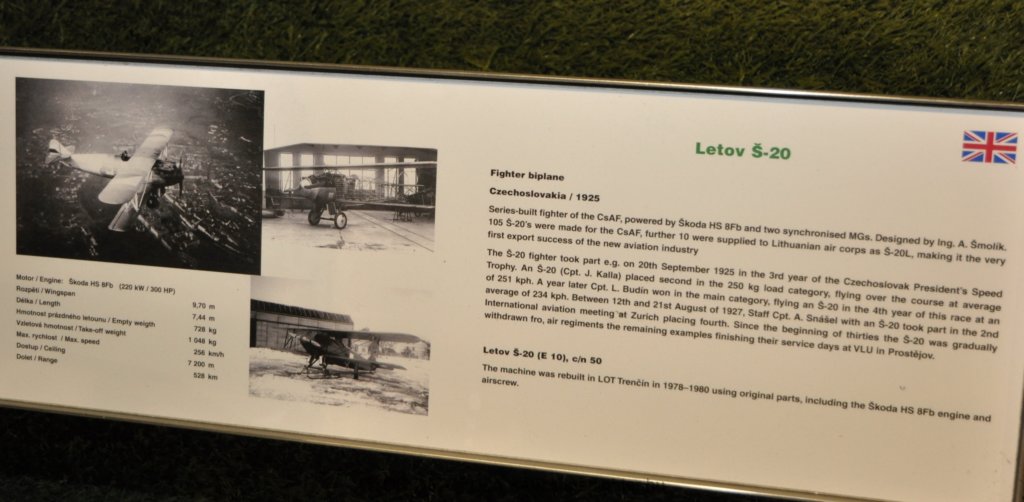 Letov Š-20
Fighter biplane
Czechoslovakia / 1925
Series-built fighter of the CsAF, powered by Škoda HS 8Fb and two synchronised MGs. Designed by Ing. A. Šmolík.
105 Š-20's were made for the CsAF, further 10 were supplied to Lithuanian air corps as Š-20L, making it the very
first export success of the new aviation industry
The Š-20 fighter took part e.g. on 20th September 1925 in the 3rd year of the Czechoslovak President's Speed
Trophy. An Š-20 (Cpt. J. Kalla) placed second in the 250 kg load category, flying over the course at average
of 251 kph. A year later Cpt. L. Budín won in the main category, flying an Š-20 in the 4th year of this race at an
average of 234 kph. Between 12th and 21st August of 1927, Staff Cpt. A. Snášel with an Š-20 took part in the 2nd
International aviation meeting at Zurich placing fourth. Since the beginning of thirties the Š-20 was gradually
withdrawn fro, air regiments the remaining examples finishing their service days at VLU in Prostějov.
Letov Š-20 (E 10), c/n 50
The machine was rebuilt in LOT Trenčín in 1978–1980 using original parts, including the Škoda HS 8Fb engine and
airscrew.
Motor / Engine: Škoda HS 8Fb (220 kW / 300 HP)
Rozpětí / Wingspan 9,70 m
Délka / Length 7,44 m
Hmotnost prázdného letounu / Empty weigth 728 kg
Vzletová hmotnost / Take-off weight 1 048 kg
Max. rychlost / Max. speed 256 km/h
Dostup / Ceiling 7 200 m
Dolet / Range 528 km